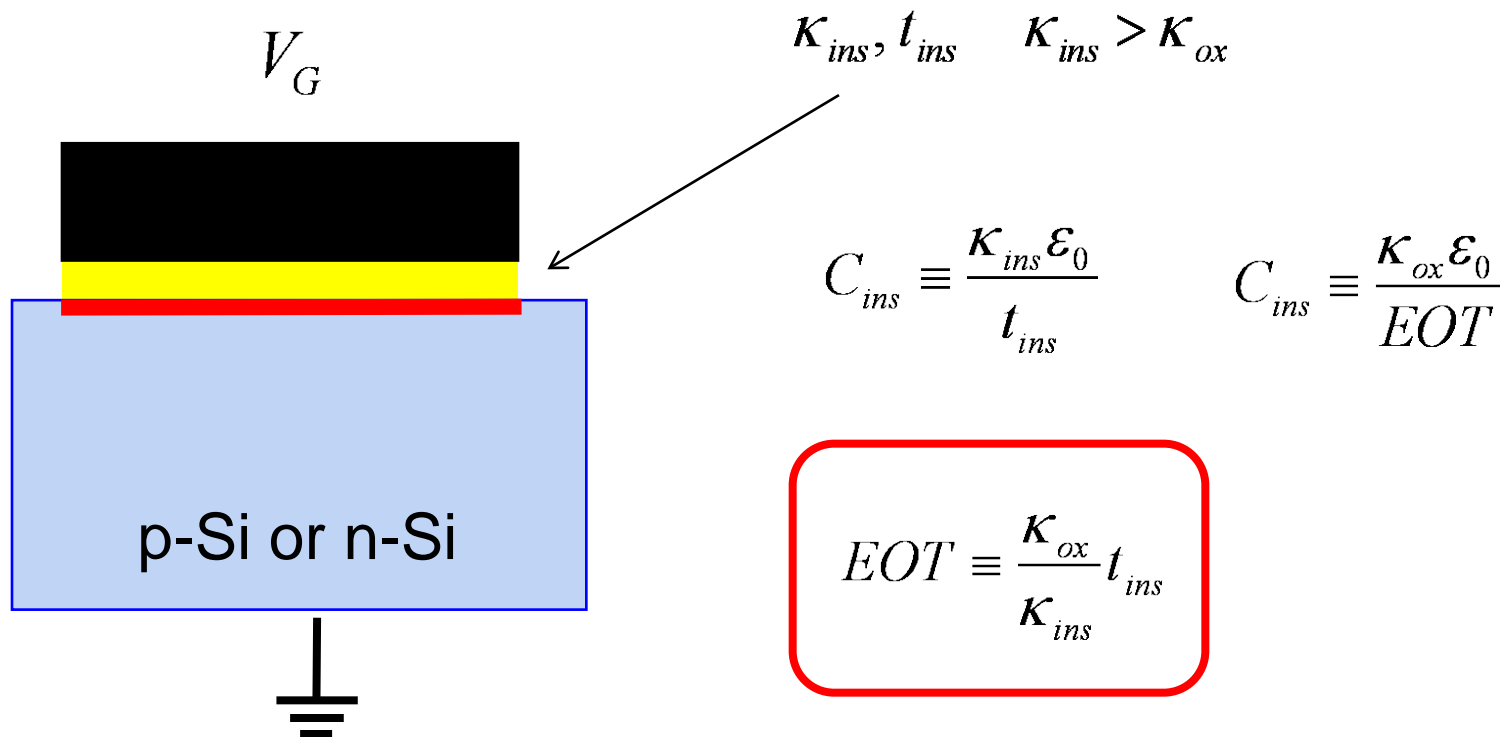 V_G
κ_ins, t_ins κ_ins > κ_ox
C_ins ≡ κ_ins ε_0 / t_ins C_ins ≡ κ_ox ε_0 / EOT
EOT ≡ κ_ox / κ_ins t_ins
p-Si or n-Si